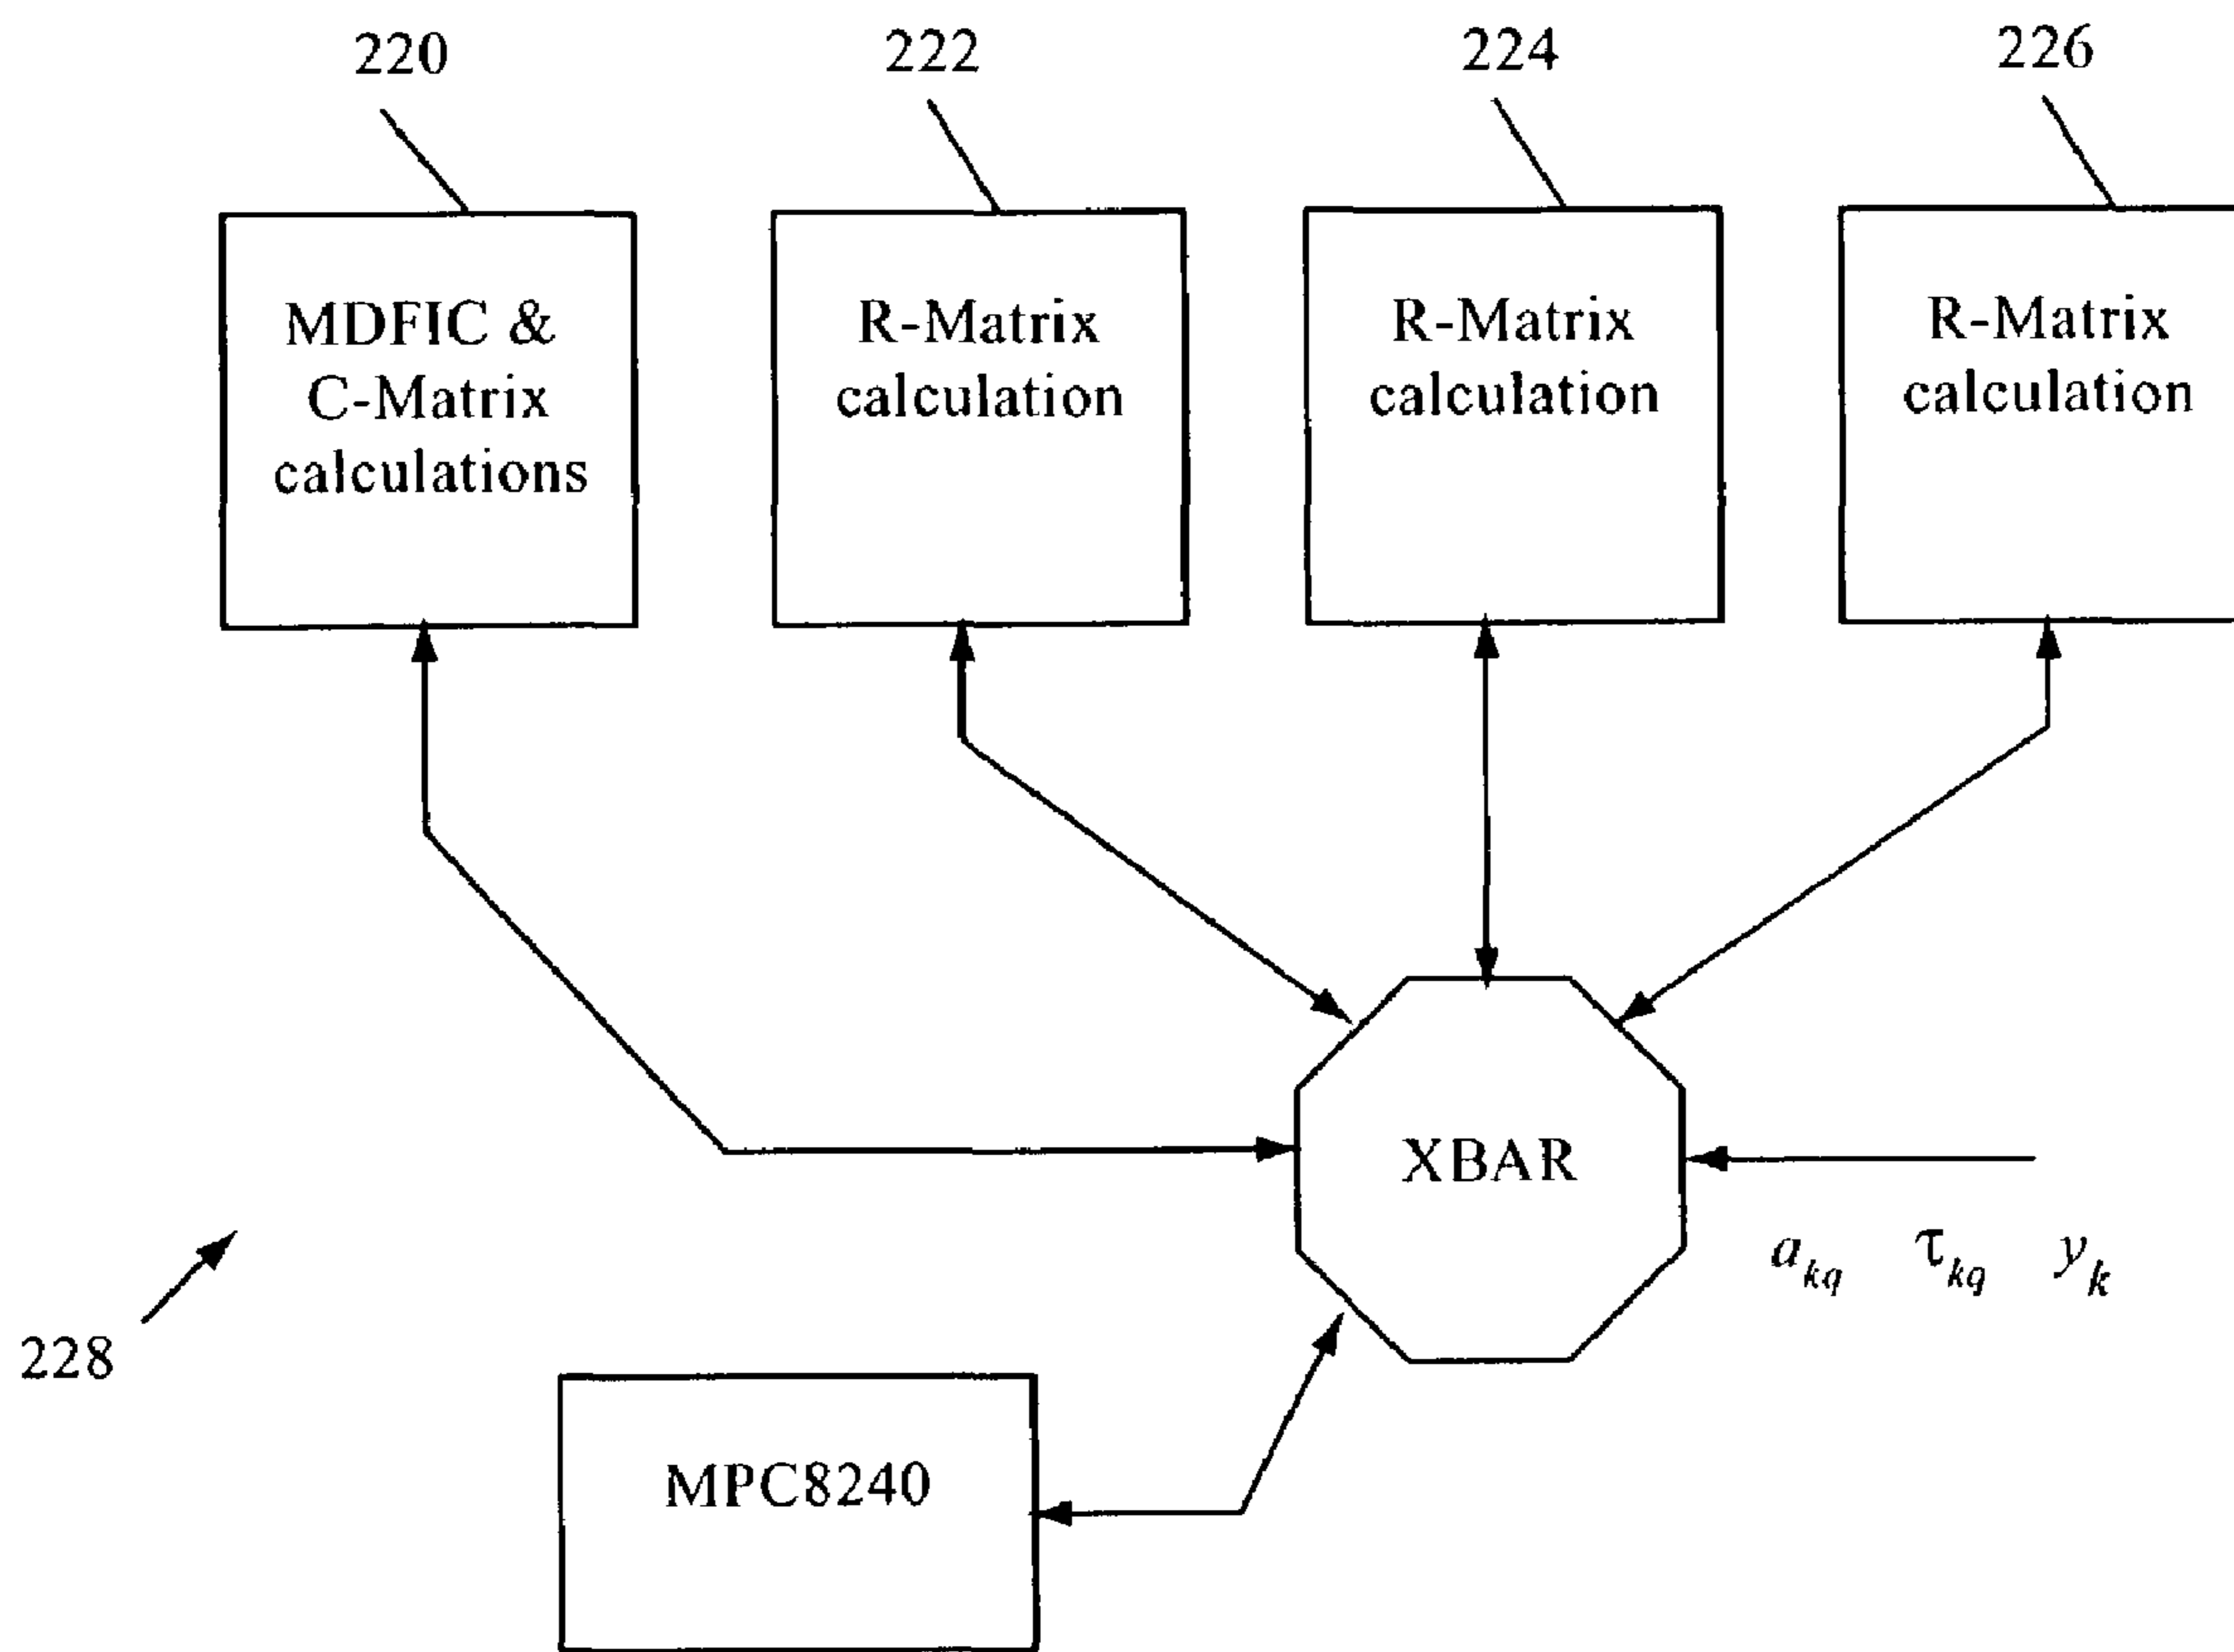 220
222
224
226
MDFIC &
C-Matrix
calculations
R-Matrix
calculation
R-Matrix
calculation
R-Matrix
calculation
XBAR
a_kq τ_kq y_k
228
MPC8240